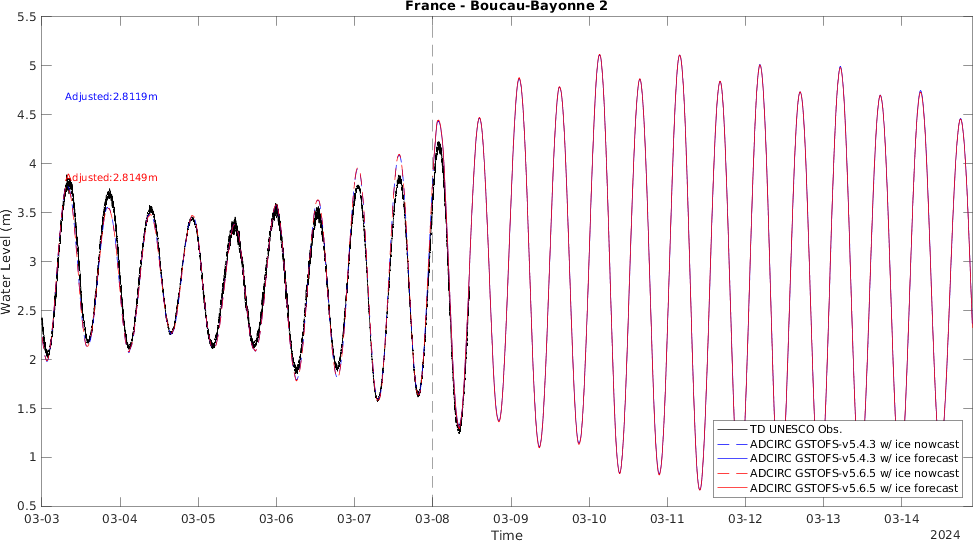 France - Boucau-Bayonne 2
5.5
5
4.5
4
3.5
3
2.5
2
1.5
1
0.5
Water Level (m)
Adjusted:2.8119m
Adjusted:2.8149m
TD UNESCO Obs.
ADCIRC GSTOFS-v5.4.3 w/ ice nowcast
ADCIRC GSTOFS-v5.4.3 w/ ice forecast
ADCIRC GSTOFS-v5.6.5 w/ ice nowcast
ADCIRC GSTOFS-v5.6.5 w/ ice forecast
03-03 03-04 03-05 03-06 03-07 03-08 03-09 03-10 03-11 03-12 03-13 03-14
Time
2024